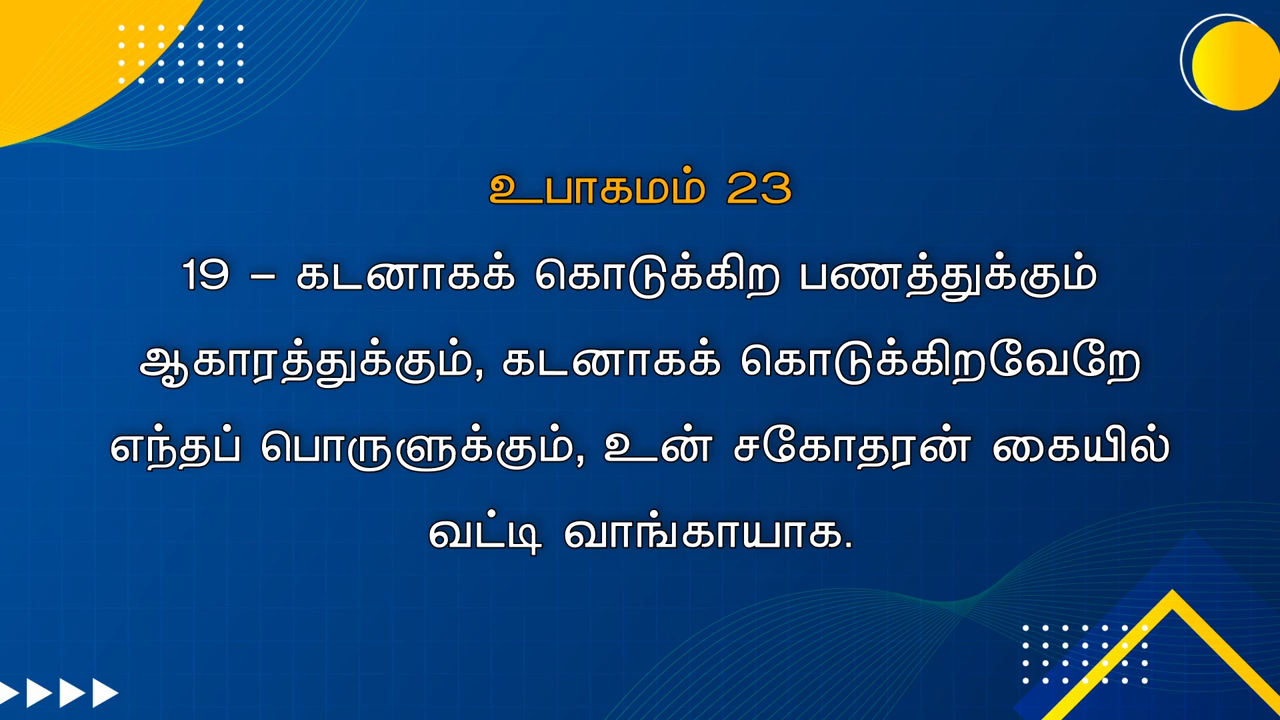 உபாகமம் 23
19 – கடனாகக் கொடுக்கிற பணத்துக்கும்
ஆகாரத்துக்கும், கடனாகக் கொடுக்கிறவேறே
எந்தப் பொருளுக்கும், உன் சகோதரன் கையில்
வட்டி வாங்காயாக.